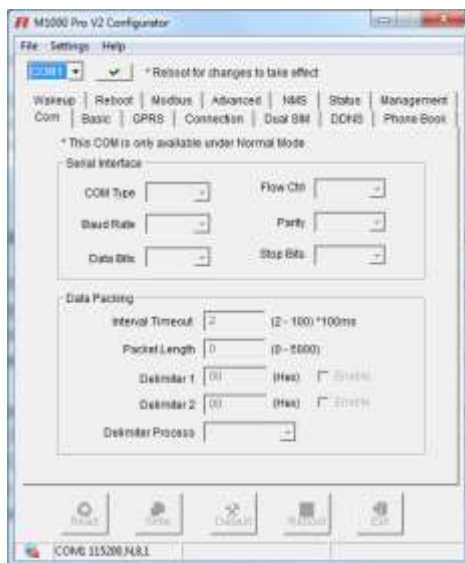 M1000 Pro V2 Configurator
File Settings Help
COM1 * Reboot for changes to take effect
Wakeup Reboot Modbus Advanced NMS Status Management
Com Basic GPRS Connection Dual SIM DDNS Phone Book
* This COM is only available under Normal Mode
Serial Interface
COM Type Flow Ctrl
Baud Rate Parity
Data Bits Stop Bits
Data Packing
Interval Timeout 2 (2 - 100) *100ms
Packet Length 0 (0 - 5000)
Delimiter 1 00 (Hex) Enable
Delimiter 2 00 (Hex) Enable
Delimiter Process
Read Write Default Reboot Exit
COM1 115200,N,8,1